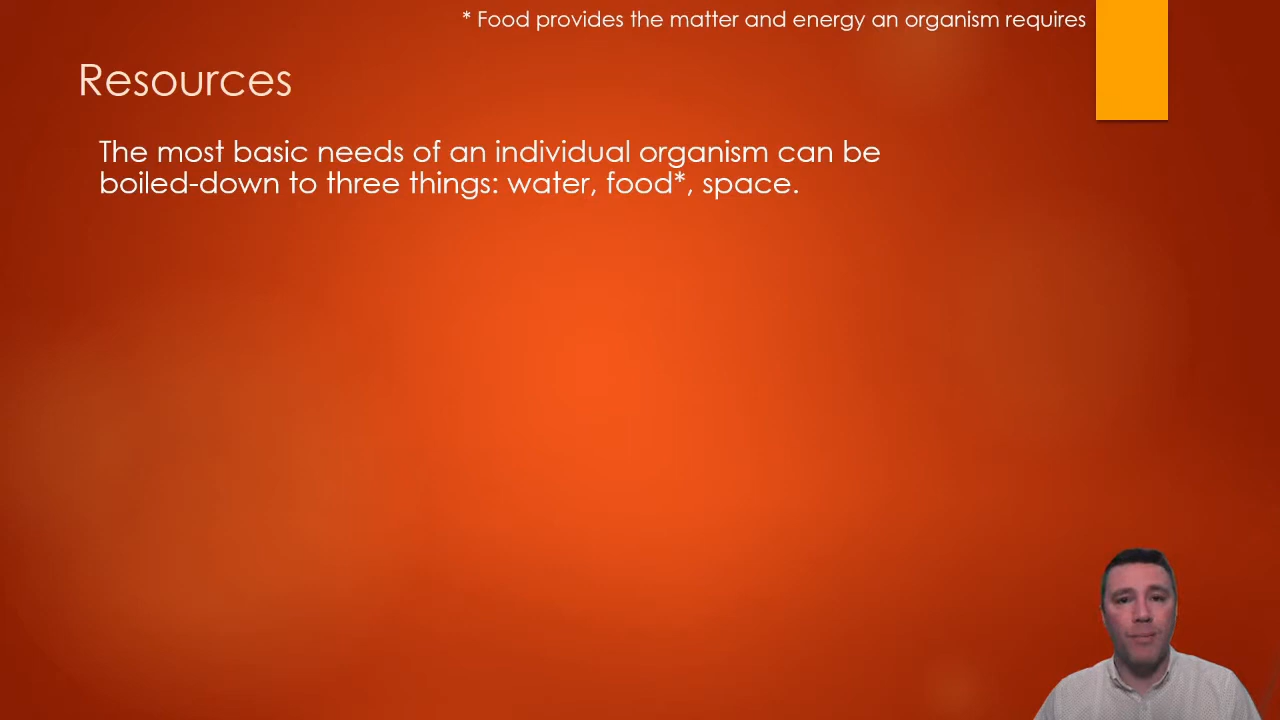 * Food provides the matter and energy an organism requires
Resources
The most basic needs of an individual organism can be
boiled-down to three things: water, food*, space.